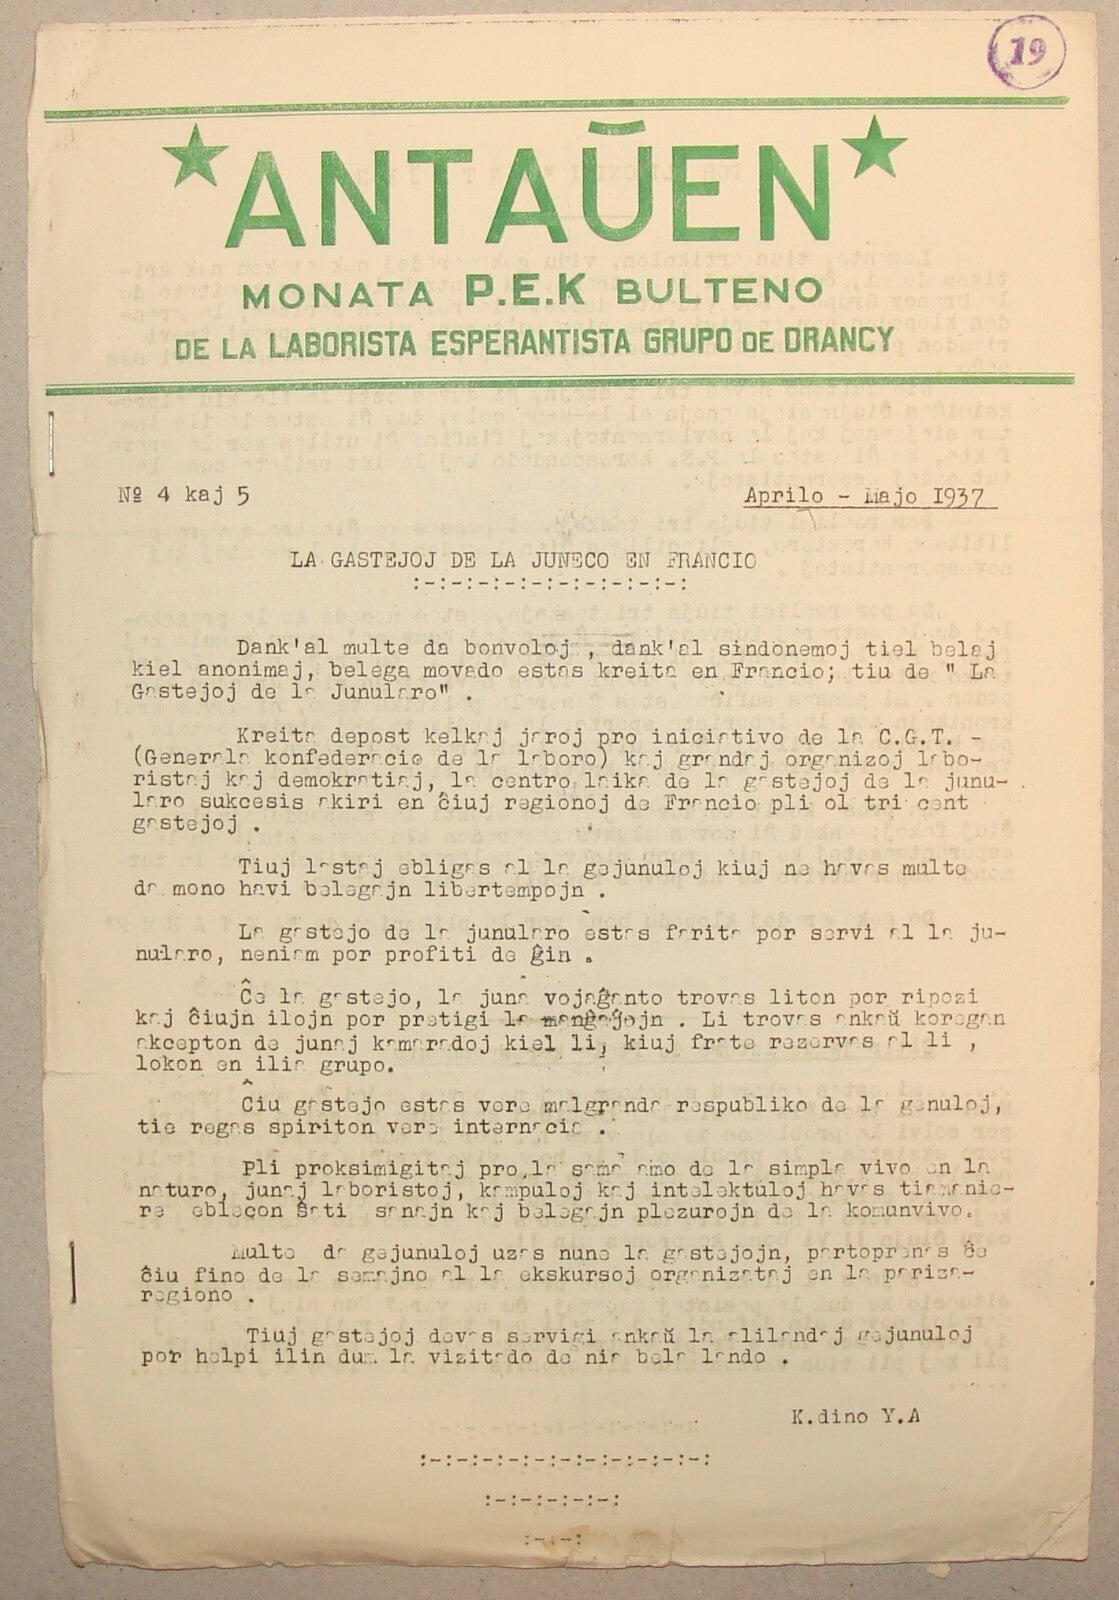 19
ANTAŬEN
MONATA P.E.K BULTENO
DE LA LABORISTA ESPERANTISTA GRUPO DE DRANCY
Nº 4 kaj 5
Aprilo - Majo 1937
LA GASTEJOJ DE LA JUNECO EN FRANCIO
:-:-:-:-:-:-:-:-:-:-:-:
Dank'al multe da bonvoloj , dank'al sindonemoj tiel belaj
kiel anonimaj, belega movado estas kreita en Francio; tiu de " La
Gastejoj de la Junularo" .
Kreita depost kelkaj jaroj pro iniciativo de la C.G.T. -
(Generala konfederacio de la laboro) kaj grandaj organizoj labo-
ristaj kaj demokratiaj, la centro laika de la gastejoj de la junu-
laro sukcesis akiri en ĉiuj regionoj de Francio pli ol tri cent
gastejoj .
Tiuj lastaj ebligas al la gejunuloj kiuj ne havas multe
da mono havi belegajn libertempojn .
La gastejo de la junularo estas farita por servi al la ju-
nularo, neniam por profiti de ĝin .
Ĉe la gastejo, la juna vojaĝanto trovas liton por ripozi
kaj ĉiujn ilojn por pretigi la manĝaĵojn . Li trovas ankaŭ koregan
akcepton de junaj kamaradoj kiel li, kiuj frate rezervas al li ,
lokon en ilia grupo.
Ĉiu gastejo estas vere malgranda respubliko de la genuloj,
tie regas spiriton vere internacia .
Pli proksimigitaj pro la sama amo de la simpla vivo en la
naturo, junaj laboristoj, kampuloj kaj intelektuloj havas tiamanie-
re eblecon ŝati sanajn kaj belegajn plezurojn de la komunvivo.
Multe da gejunuloj uzas nune la gastejojn, partoprenas ĉe
ĉiu fino de la semajno al la ekskursoj organizataj en la pariza-
regiono .
Tiuj gastejoj devas servigi ankaŭ la alilandaj gejunuloj
por helpi ilin dum la vizitado de nia bela lando .
K.dino Y.A
:-:-:-:-:-:-:-:-:-:-:-:-:
:-:-:-:-:-:-:
:-:-: